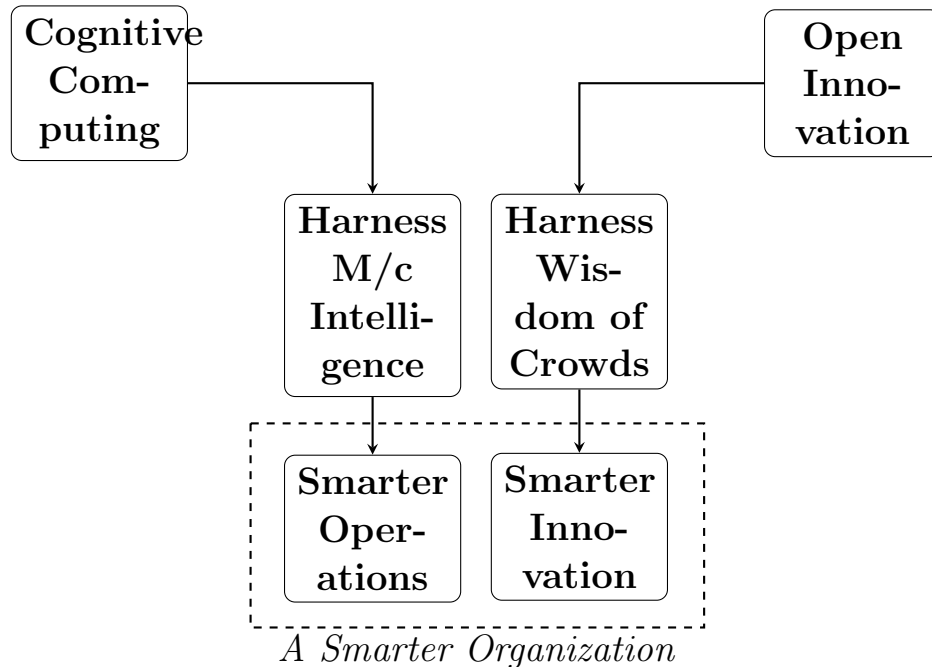 Cognitive
Com-
puting
Open
Inno-
vation
Harness
M/c
Intelli-
gence
Harness
Wis-
dom of
Crowds
Smarter
Oper-
ations
Smarter
Inno-
vation
A Smarter Organization